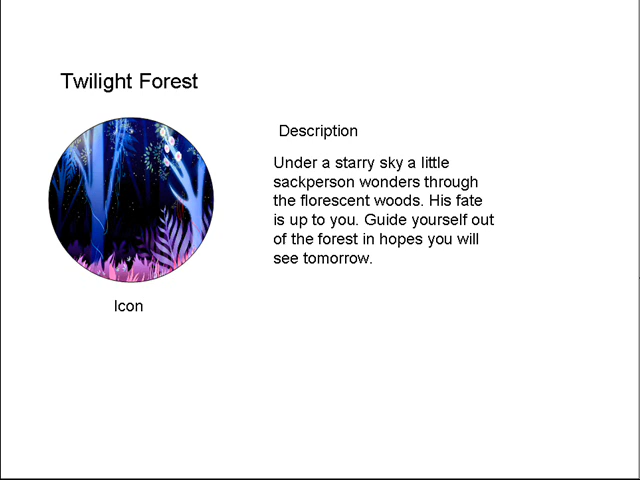 Twilight Forest
Description
Under a starry sky a little
sackperson wonders through
the florescent woods. His fate
is up to you. Guide yourself out
of the forest in hopes you will
see tomorrow.
Icon